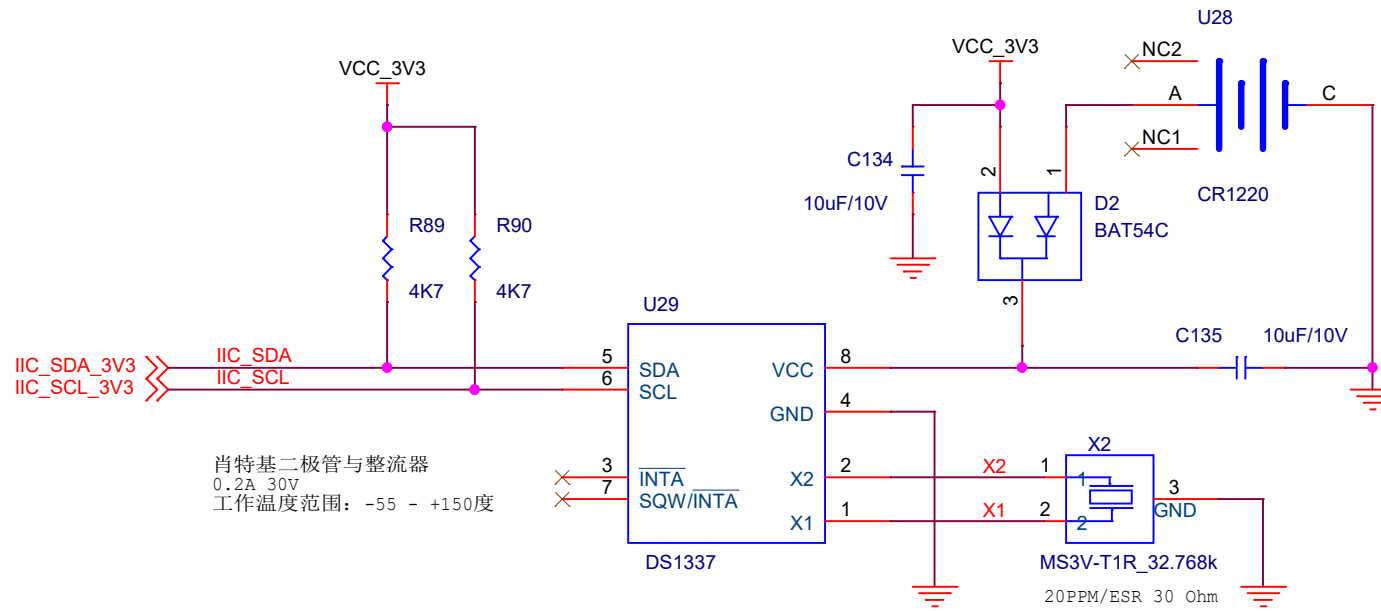 U28
VCC_3V3
NC2
VCC_3V3
A
C
NC1
C134
10uF/10V
2
1
CR1220
D2
BAT54C
R89
R90
4K7
4K7
3
U29
C135
10uF/10V
IIC_SDA_3V3
IIC_SDA
5
SDA
VCC
8
IIC_SCL_3V3
IIC_SCL
6
SCL
GND
4
肖特基二极管与整流器
0.2A 30V
工作温度范围: -55 - +150度
3
INTA
7
SQW/INTA
X2
2
X2
1
1
X1
1
X1
2
2
X2
3
GND
DS1337
MS3V-T1R_32.768k
20PPM/ESR 30 Ohm